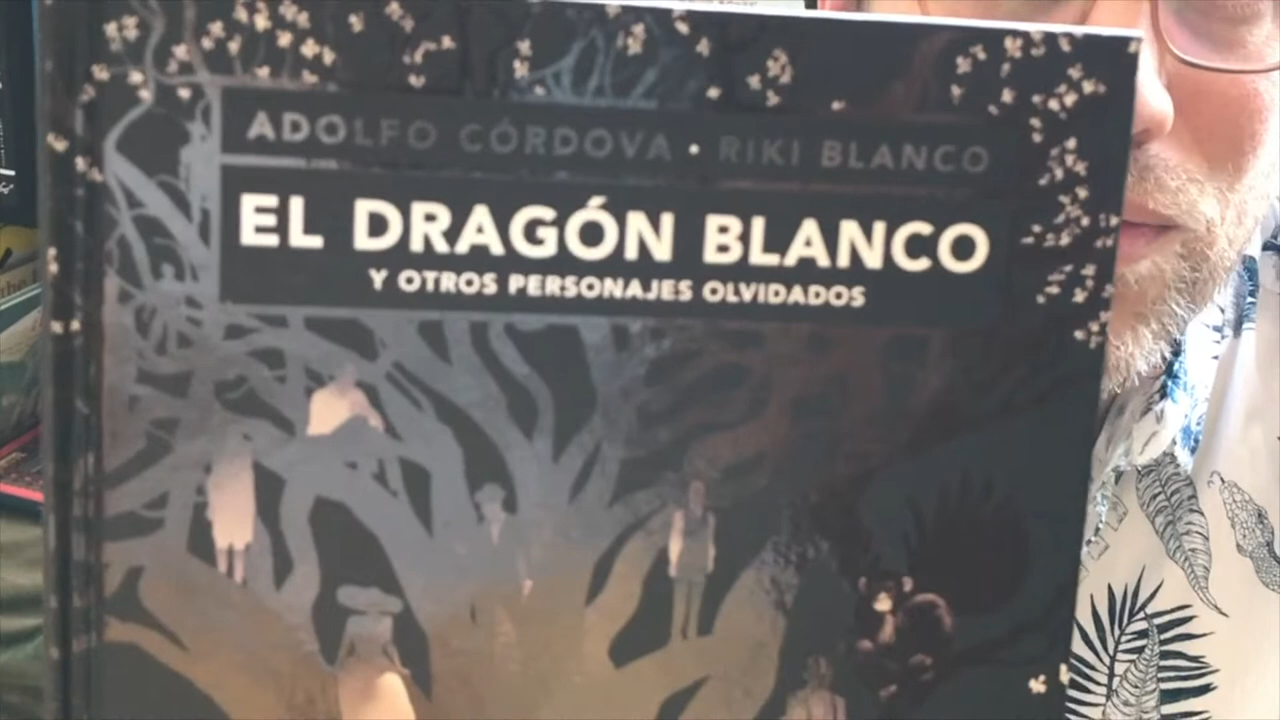 ADOLFO CÓRDOVA • RIKI BLANCO
EL DRAGÓN BLANCO
Y OTROS PERSONAJES OLVIDADOS